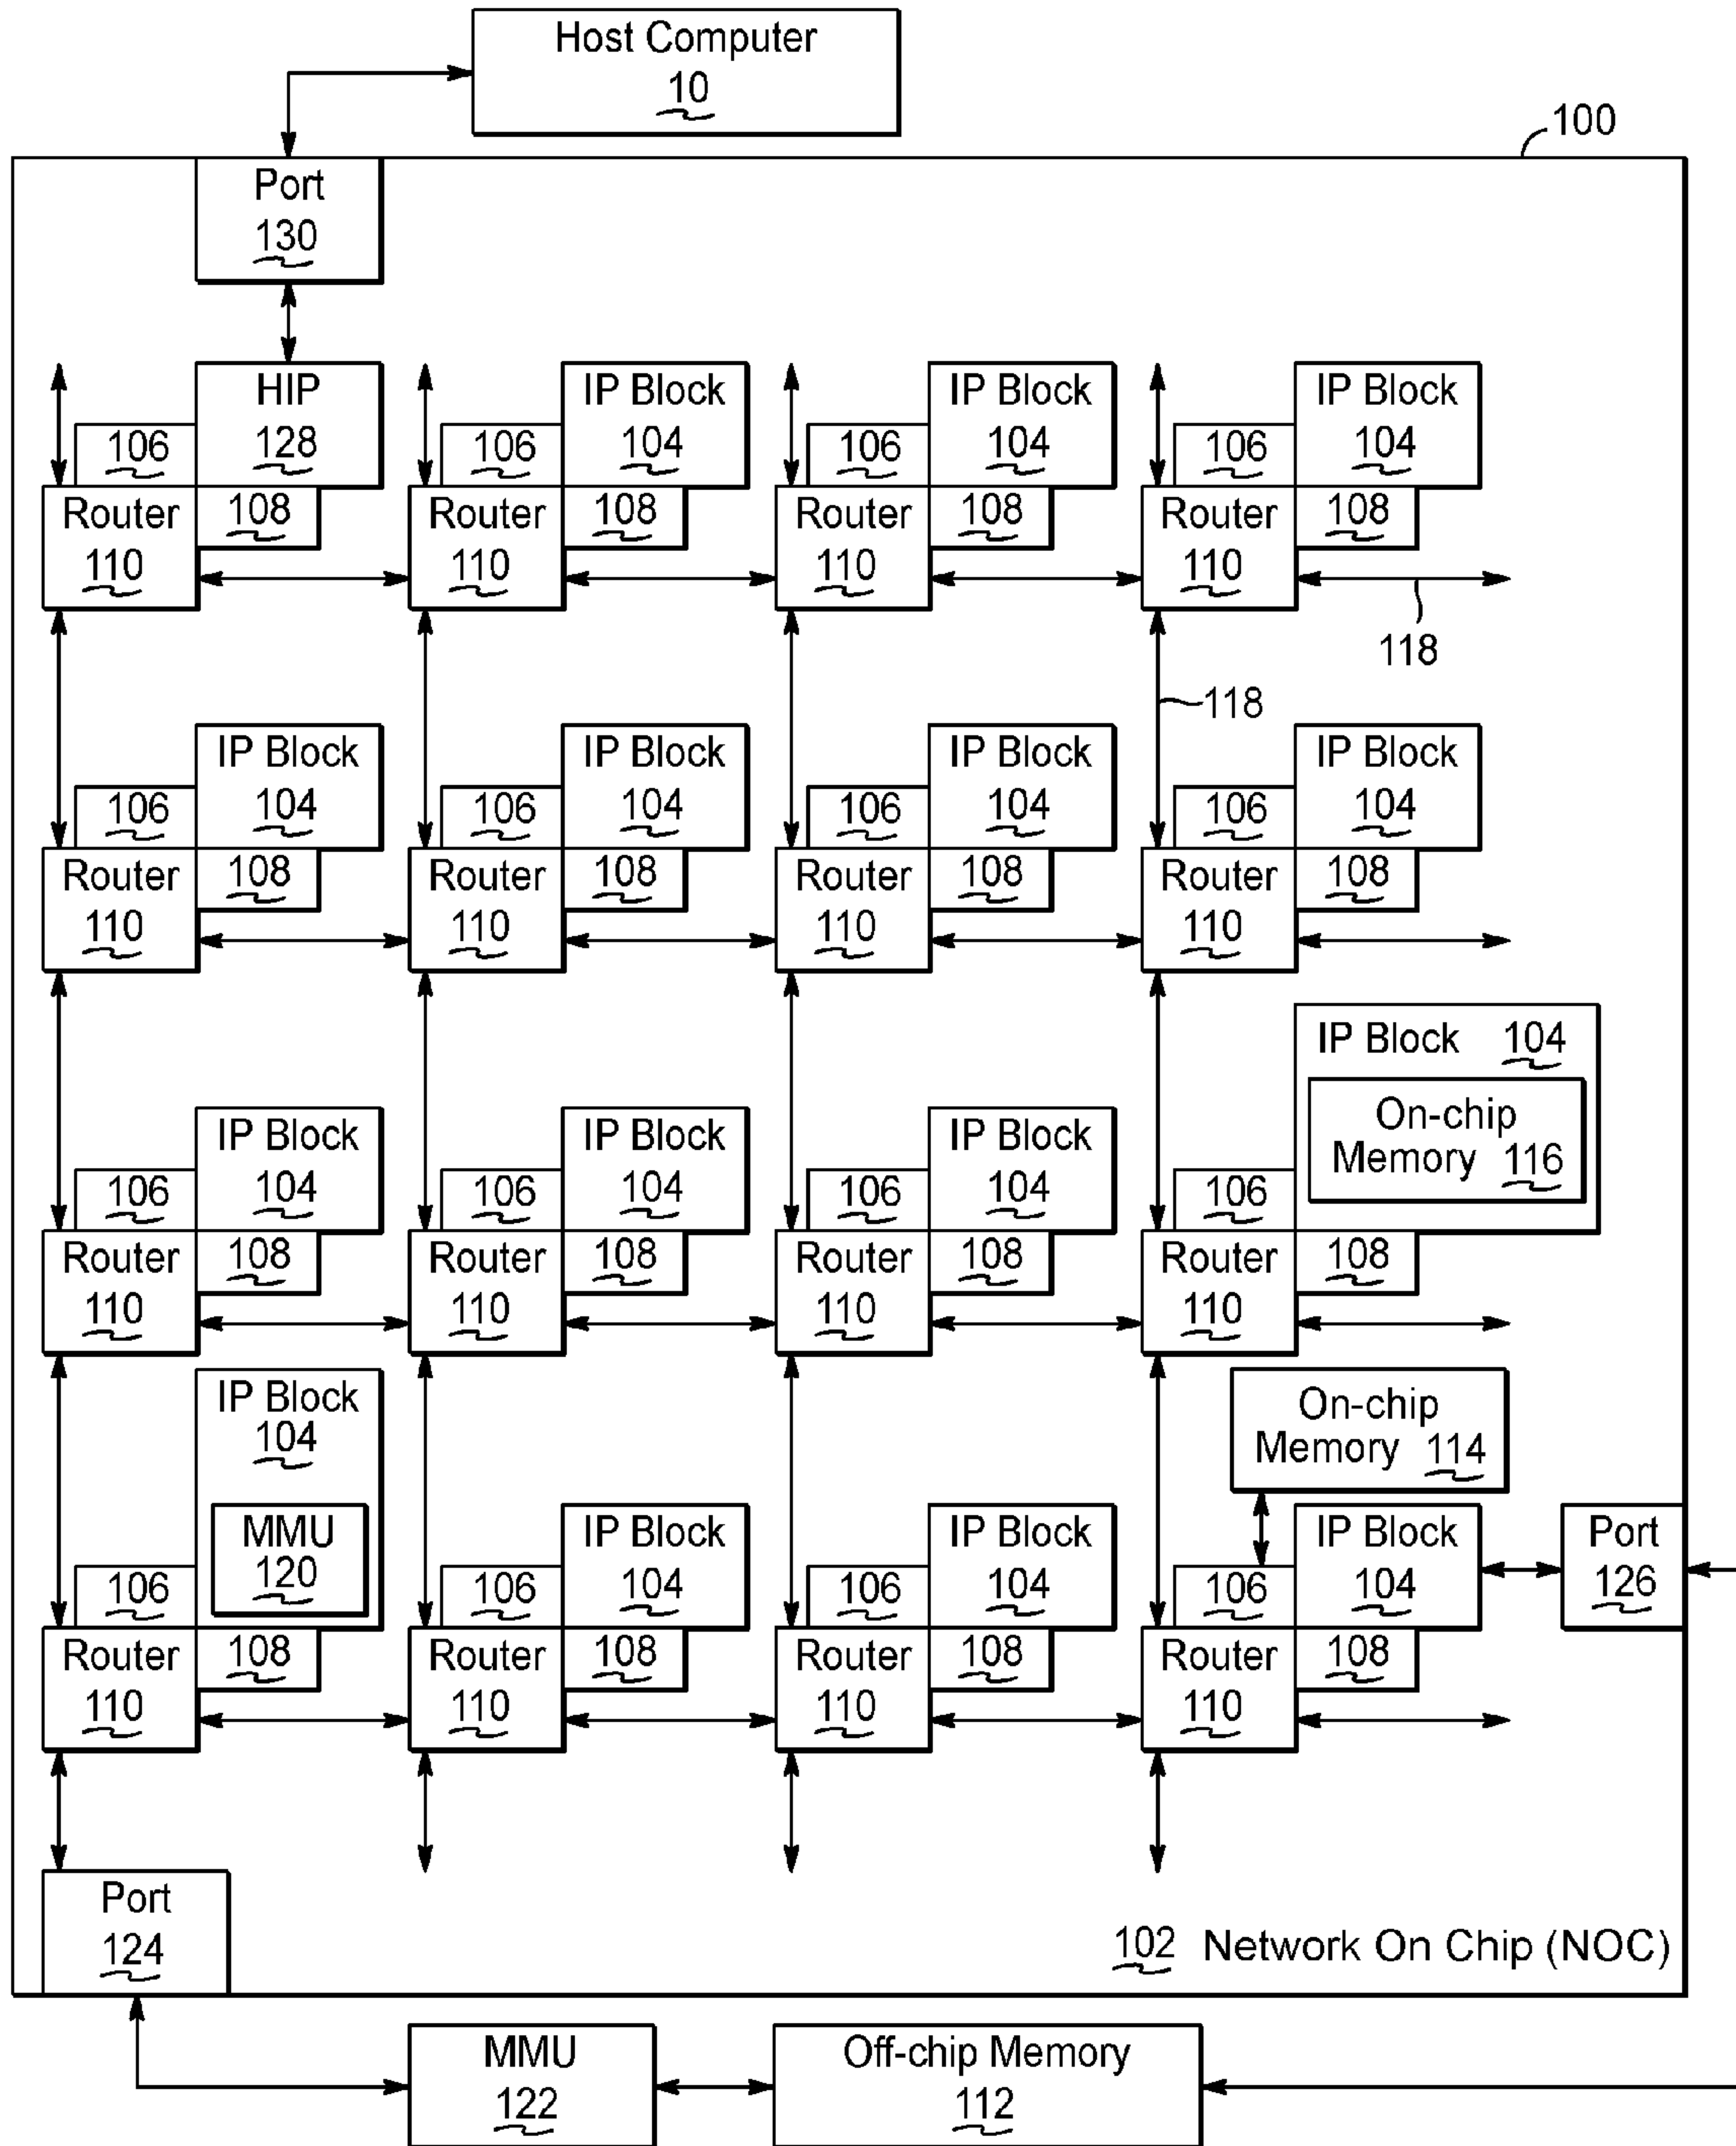 Host Computer
10
100
Port
130
HIP
128
IP Block
104
IP Block
104
IP Block
104
106
106
106
106
Router
110
108
Router
110
108
Router
110
108
Router
110
108
118
118
IP Block
104
IP Block
104
IP Block
104
IP Block
104
106
106
106
106
Router
110
108
Router
110
108
Router
110
108
Router
110
108
IP Block 104
On-chip
Memory 116
IP Block
104
IP Block
104
IP Block
104
106
106
106
106
Router
110
108
Router
110
108
Router
110
108
Router
110
108
IP Block
104
On-chip
Memory 114
MMU
120
IP Block
104
IP Block
104
IP Block
104
Port
126
106
106
106
106
Router
110
108
Router
110
108
Router
110
108
Router
110
108
Port
124
102 Network On Chip (NOC)
MMU
122
Off-chip Memory
112